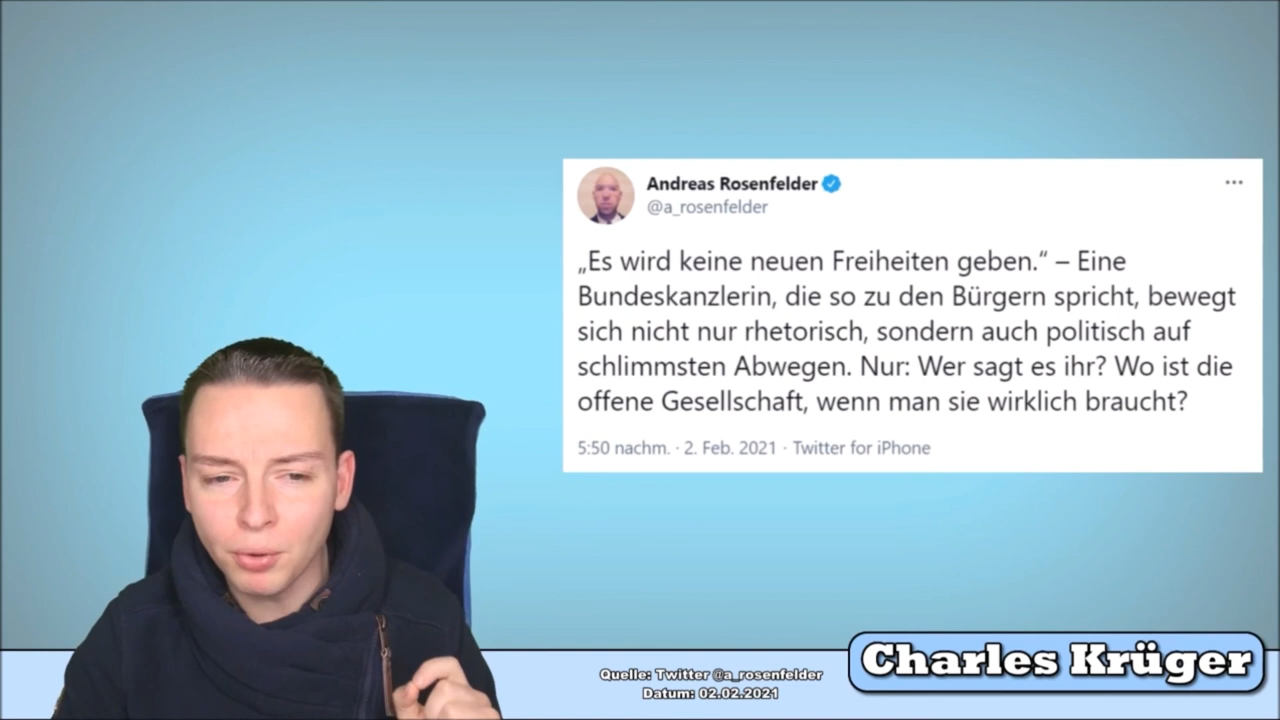 Andreas Rosenfelder
@a_rosenfelder
„Es wird keine neuen Freiheiten geben.“ – Eine
Bundeskanzlerin, die so zu den Bürgern spricht, bewegt
sich nicht nur rhetorisch, sondern auch politisch auf
schlimmsten Abwegen. Nur: Wer sagt es ihr? Wo ist die
offene Gesellschaft, wenn man sie wirklich braucht?
5:50 nachm. · 2. Feb. 2021 · Twitter for iPhone
Quelle: Twitter @a_rosenfelder
Datum: 02.02.2021
Charles Krüger